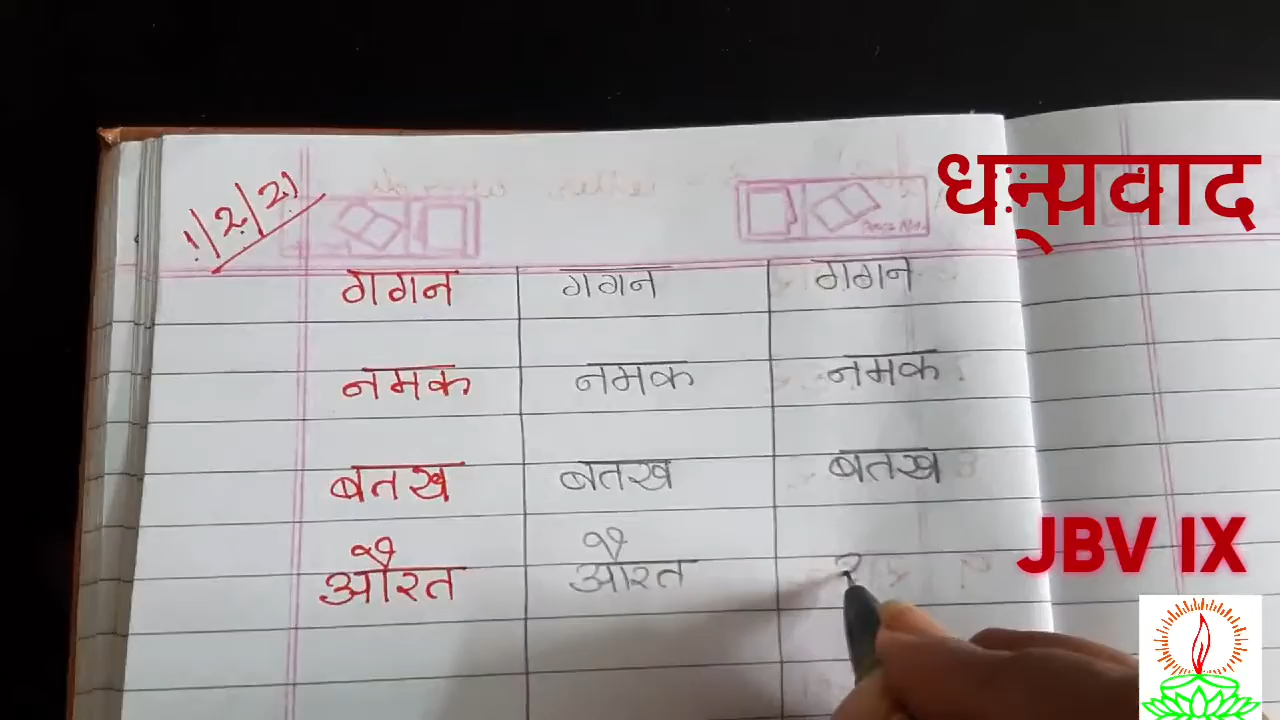 धन्यवाद
1/2/21
गगन गगन गगन
नमक नमक नमक
बतख बतख बतख
औरत औरत
JBV IX